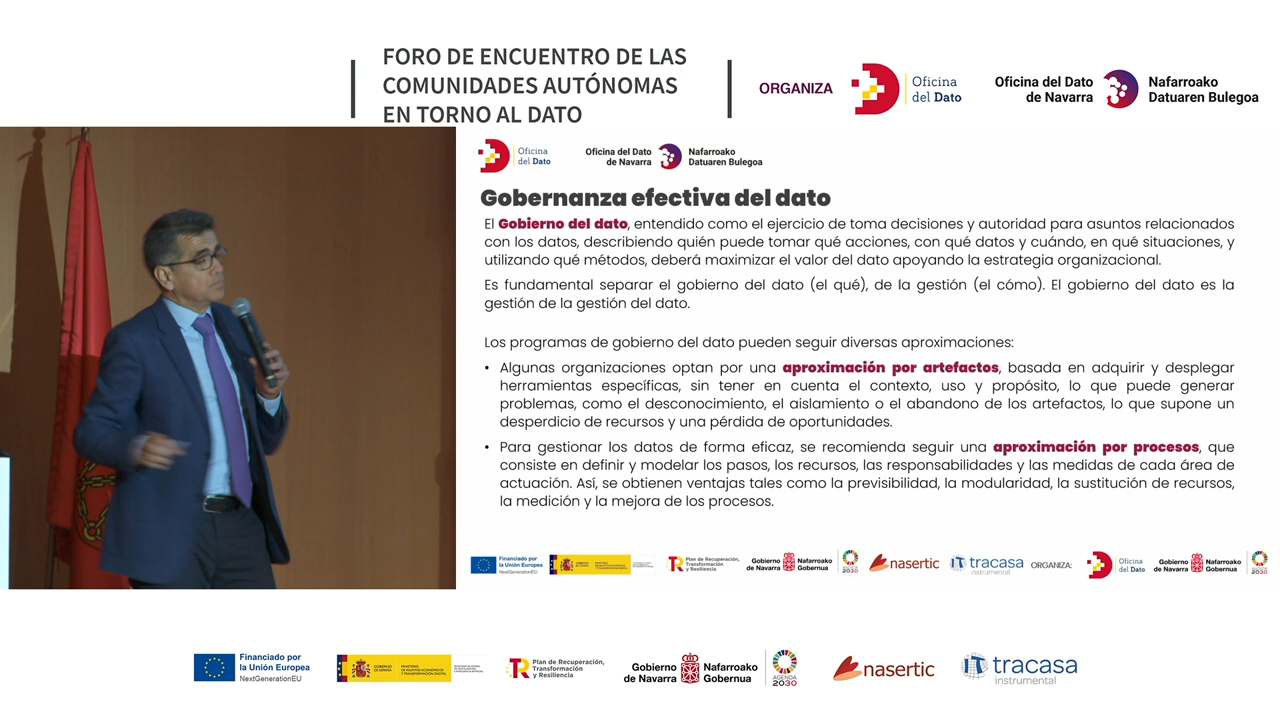 FORO DE ENCUENTRO DE LAS
COMUNIDADES AUTÓNOMAS
EN TORNO AL DATO
ORGANIZA
Oficina
del Dato
Oficina del Dato
de Navarra
Nafarroako
Datuaren Bulegoa
Oficina
del Dato
Oficina del Dato
de Navarra
Nafarroako
Datuaren Bulegoa
Gobernanza efectiva del dato
El Gobierno del dato, entendido como el ejercicio de toma decisiones y autoridad para asuntos relacionados
con los datos, describiendo quién puede tomar qué acciones, con qué datos y cuándo, en qué situaciones, y
utilizando qué métodos, deberá maximizar el valor del dato apoyando la estrategia organizacional.
Es fundamental separar el gobierno del dato (el qué), de la gestión (el cómo). El gobierno del dato es la
gestión de la gestión del dato.
Los programas de gobierno del dato pueden seguir diversas aproximaciones:
• Algunas organizaciones optan por una aproximación por artefactos, basada en adquirir y desplegar
herramientas específicas, sin tener en cuenta el contexto, uso y propósito, lo que puede generar
problemas, como el desconocimiento, el aislamiento o el abandono de los artefactos, lo que supone un
desperdicio de recursos y una pérdida de oportunidades.
• Para gestionar los datos de forma eficaz, se recomienda seguir una aproximación por procesos, que
consiste en definir y modelar los pasos, los recursos, las responsabilidades y las medidas de cada área de
actuación. Así, se obtienen ventajas tales como la previsibilidad, la modularidad, la sustitución de recursos,
la medición y la mejora de los procesos.
Financiado por
la Unión Europea
NextGenerationEU
Plan de Recuperación,
Transformación
y Resiliencia
Gobierno
de Navarra
Nafarroako
Gobernua
2030
nasertic
tracasa
instrumental
ORGANIZA:
Oficina
del Dato
Gobierno
de Navarra
Nafarroako
Gobernua
2030
Financiado por
la Unión Europea
NextGenerationEU
GOBIERNO
DE ESPAÑA
MINISTERIO
DE ASUNTOS ECONÓMICOS
Y TRANSFORMACIÓN DIGITAL
Plan de Recuperación,
Transformación
y Resiliencia
Gobierno
de Navarra
Nafarroako
Gobernua
AGENDA
2030
nasertic
tracasa
instrumental